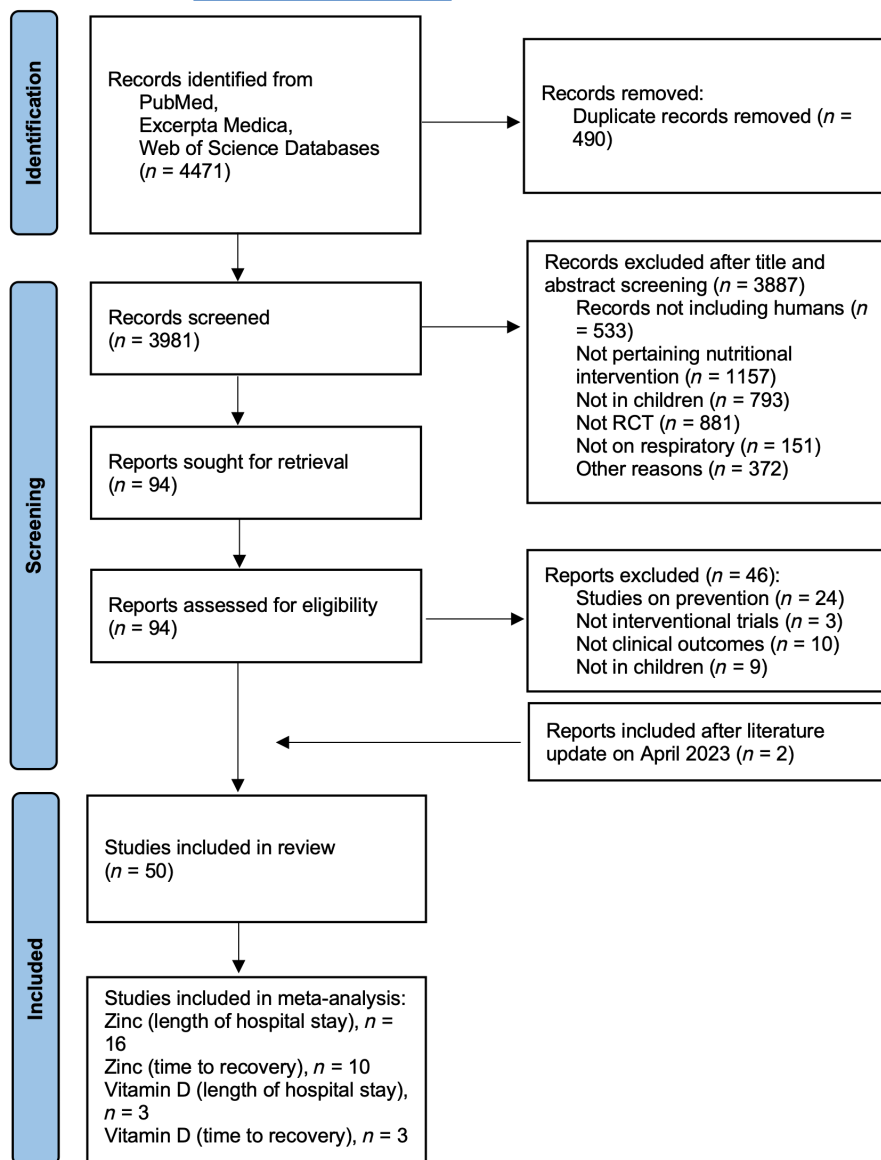 Identification
Records identified from
PubMed,
Excerpta Medica,
Web of Science Databases
(n = 4471)
Records removed:
Duplicate records removed (n =
490)
Screening
Records screened
(n = 3981)
Records excluded after title and
abstract screening (n = 3887)
Records not including humans (n
= 533)
Not pertaining nutritional
intervention (n = 1157)
Not in children (n = 793)
Not RCT (n = 881)
Not on respiratory (n = 151)
Other reasons (n = 372)
Reports sought for retrieval
(n = 94)
Reports assessed for eligibility
(n = 94)
Reports excluded (n = 46):
Studies on prevention (n = 24)
Not interventional trials (n = 3)
Not clinical outcomes (n = 10)
Not in children (n = 9)
Reports included after literature
update on April 2023 (n = 2)
Included
Studies included in review
(n = 50)
Studies included in meta-analysis:
Zinc (length of hospital stay), n =
16
Zinc (time to recovery), n = 10
Vitamin D (length of hospital stay),
n = 3
Vitamin D (time to recovery), n = 3